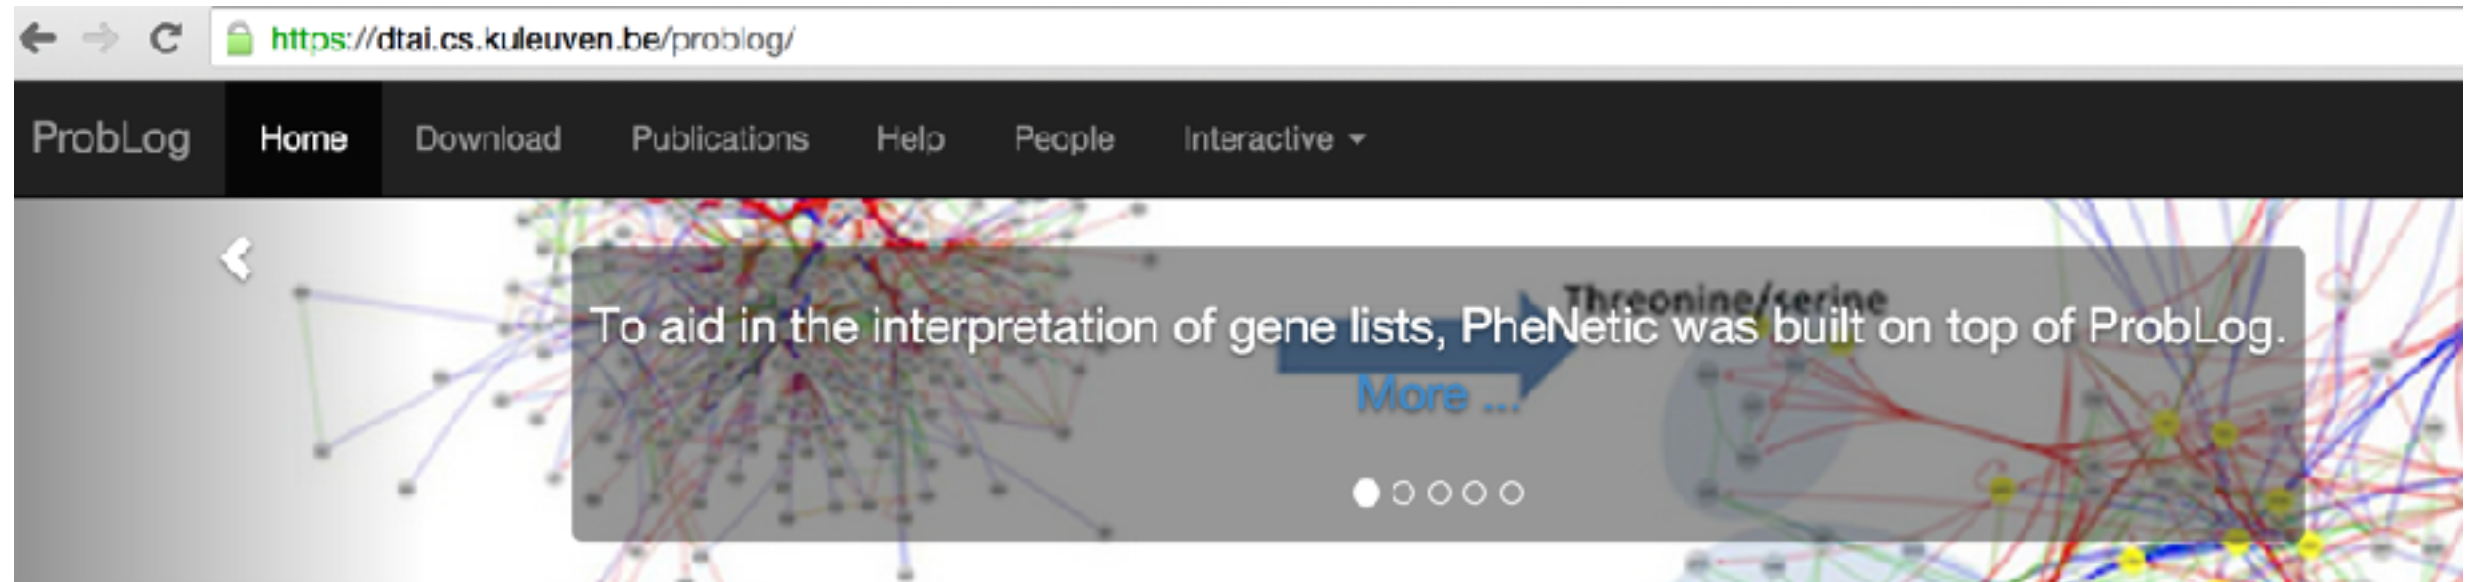 https://dtai.cs.kuleuven.be/problog/
ProbLog Home Download Publications Help People Interactive
Threonine/serine
To aid in the interpretation of gene lists, PheNetic was built on top of ProbLog.
More ...